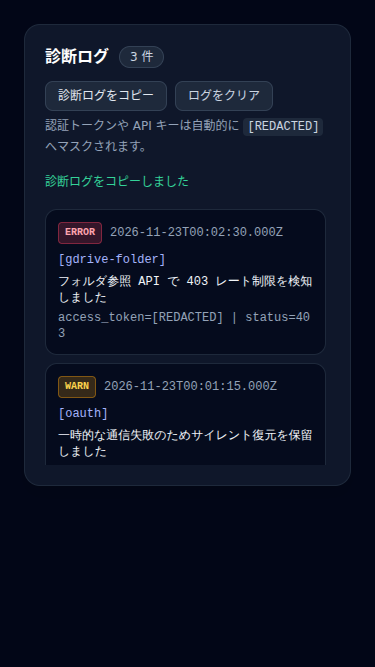 診断ログ 3 件
診断ログをコピー ログをクリア
認証トークンや API キーは自動的に [REDACTED]
へマスクされます。
診断ログをコピーしました
ERROR 2026-11-23T00:02:30.000Z
[gdrive-folder]
フォルダ参照 API で 403 レート制限を検知
しました
access_token=[REDACTED] | status=40
3
WARN 2026-11-23T00:01:15.000Z
[oauth]
一時的な通信失敗のためサイレント復元を保留
しました